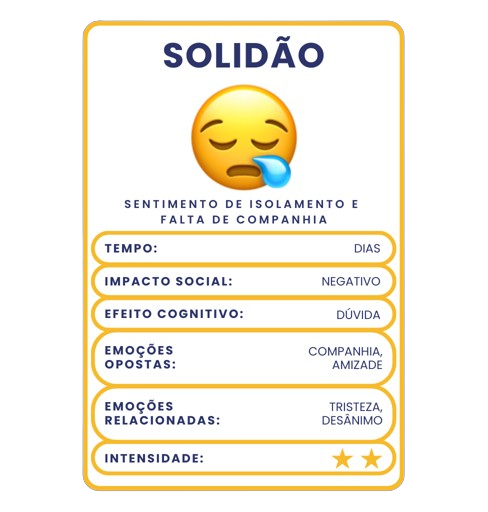 SOLIDÃO
SENTIMENTO DE ISOLAMENTO E
FALTA DE COMPANHIA
TEMPO: DIAS
IMPACTO SOCIAL: NEGATIVO
EFEITO COGNITIVO: DÚVIDA
EMOÇÕES
OPOSTAS:
COMPANHIA,
AMIZADE
EMOÇÕES
RELACIONADAS:
TRISTEZA,
DESÂNIMO
INTENSIDADE: